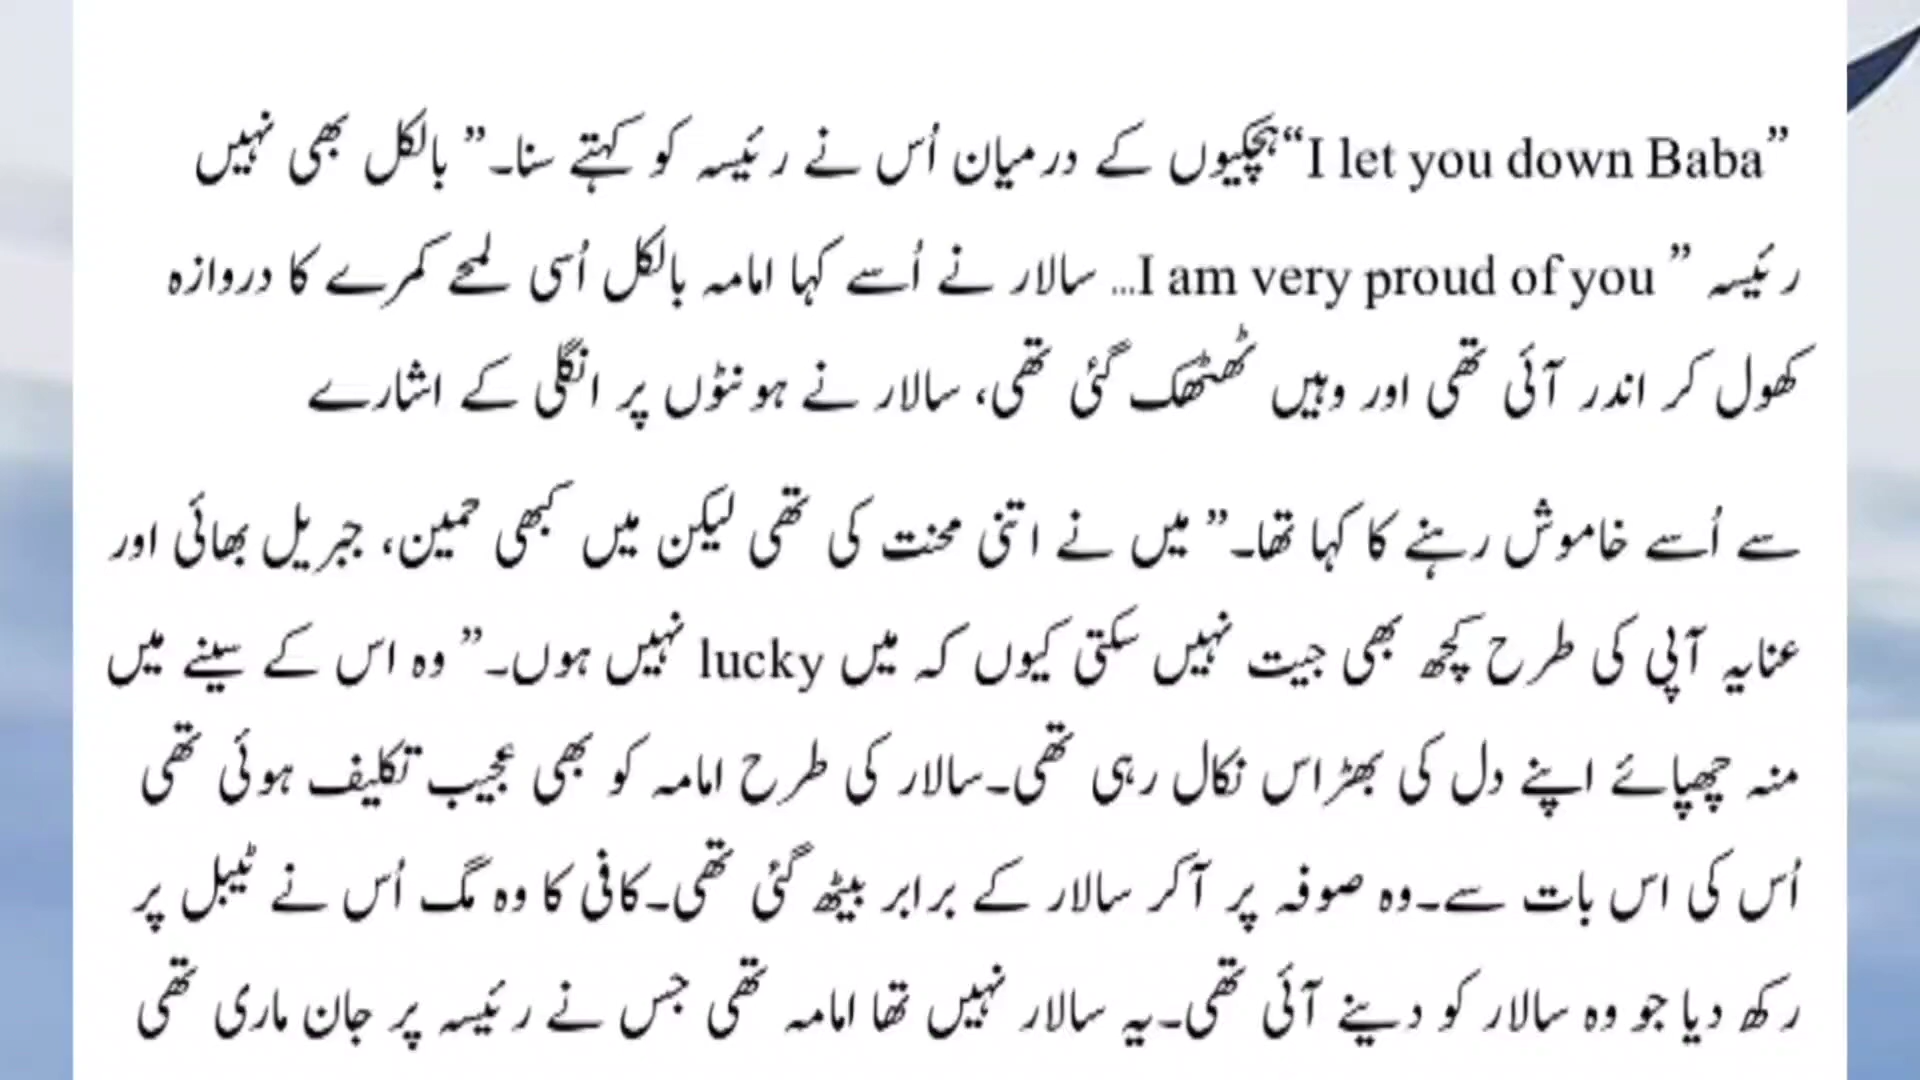 ”I let you down Baba“ہچکیوں کے درمیان اُس نے رئیسہ کو کہتے سنا۔” بالکل بھی نہیں
رئیسہ ” I am very proud of you... سالار نے اُسے کہا امامہ بالکل اُسی لمحے کمرے کا دروازہ
کھول کر اندر آئی تھی اور وہیں ٹھٹھک گئی تھی، سالار نے ہونٹوں پر انگلی کے اشارے
سے اُسے خاموش رہنے کا کہا تھا۔” میں نے اتنی محنت کی تھی لیکن میں کبھی حمین، جبریل بھائی اور
عنایہ آپی کی طرح کچھ بھی جیت نہیں سکتی کیوں کہ میں lucky نہیں ہوں۔” وہ اس کے سینے میں
منہ چھپائے اپنے دل کی بھڑاس نکال رہی تھی۔سالار کی طرح امامہ کو بھی عجیب تکلیف ہوئی تھی
اُس کی اس بات سے۔وہ صوفہ پر آکر سالار کے برابر بیٹھ گئی تھی۔کافی کا وہ مگ اُس نے ٹیبل پر
رکھ دیا جو وہ سالار کو دینے آئی تھی۔یہ سالار نہیں تھا امامہ تھی جس نے رئیسہ پر جان ماری تھی